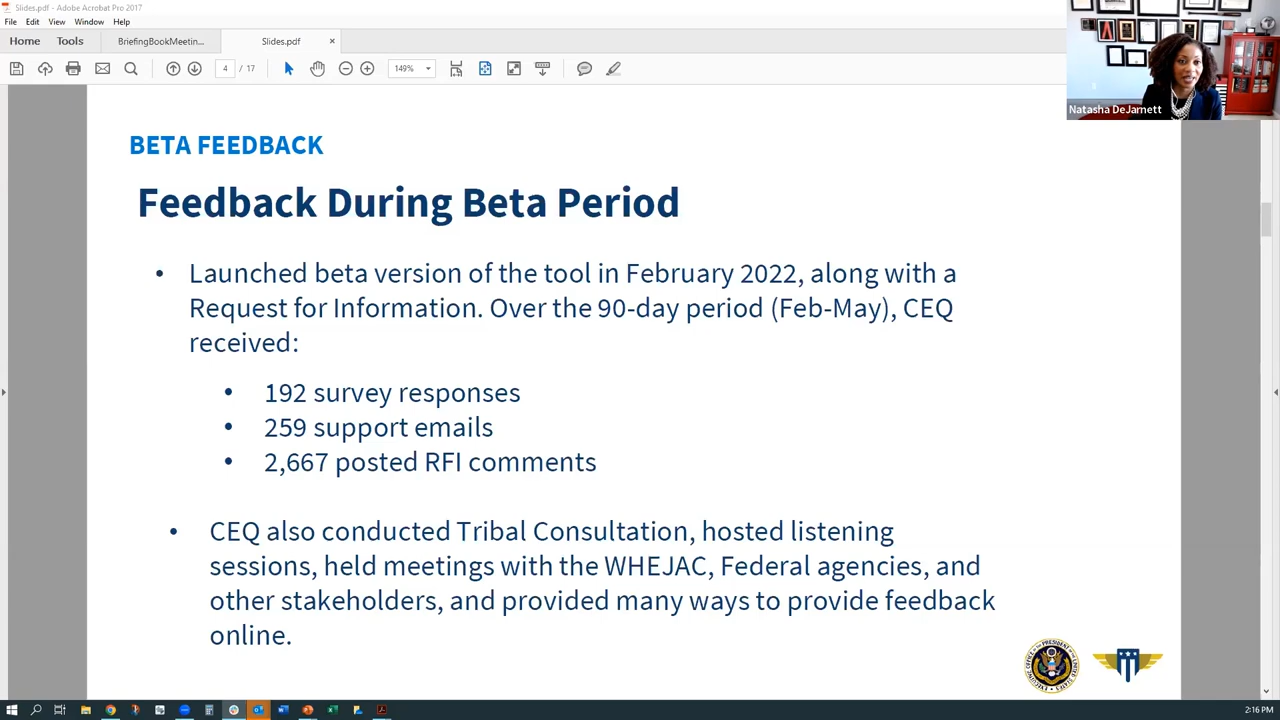 Slides.pdf - Adobe Acrobat Pro 2017
File Edit View Window Help
Home Tools BriefingBookMeetin... Slides.pdf ×
4 / 17 149%
Natasha DeJarnett
BETA FEEDBACK
Feedback During Beta Period
• Launched beta version of the tool in February 2022, along with a
Request for Information. Over the 90-day period (Feb-May), CEQ
received:
• 192 survey responses
• 259 support emails
• 2,667 posted RFI comments
• CEQ also conducted Tribal Consultation, hosted listening
sessions, held meetings with the WHEJAC, Federal agencies, and
other stakeholders, and provided many ways to provide feedback
online.
2:16 PM